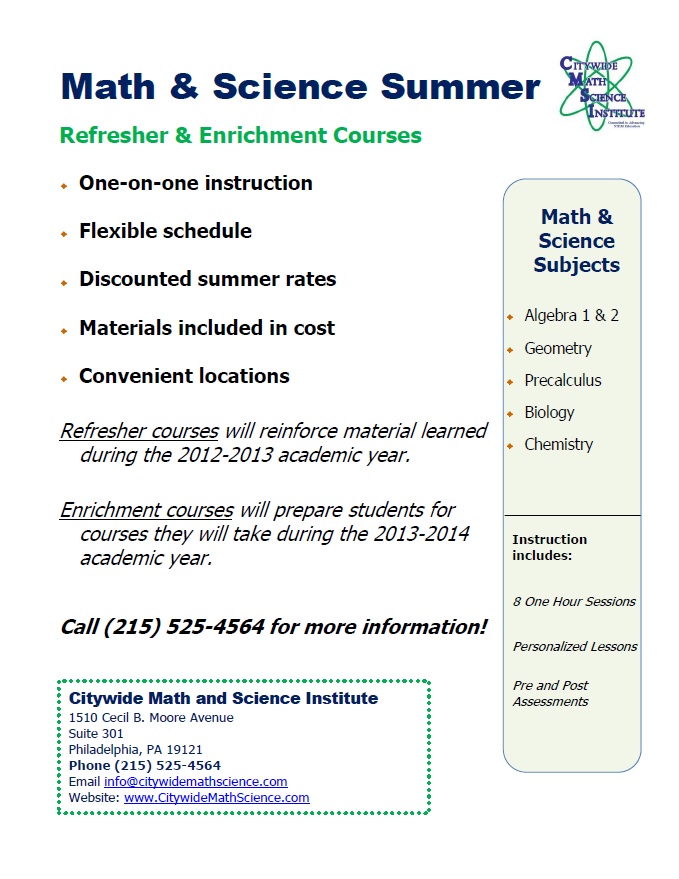 Math & Science Summer
CITYWIDE
MATH
SCIENCE
INSTITUTE
Committed to Advancing
STEM Education
Refresher & Enrichment Courses
One-on-one instruction
Flexible schedule
Discounted summer rates
Materials included in cost
Convenient locations
Refresher courses will reinforce material learned
during the 2012-2013 academic year.
Enrichment courses will prepare students for
courses they will take during the 2013-2014
academic year.
Call (215) 525-4564 for more information!
Citywide Math and Science Institute
1510 Cecil B. Moore Avenue
Suite 301
Philadelphia, PA 19121
Phone (215) 525-4564
Email info@citywidemathscience.com
Website: www.CitywideMathScience.com
Math &
Science
Subjects
Algebra 1 & 2
Geometry
Precalculus
Biology
Chemistry
Instruction
includes:
8 One Hour Sessions
Personalized Lessons
Pre and Post
Assessments